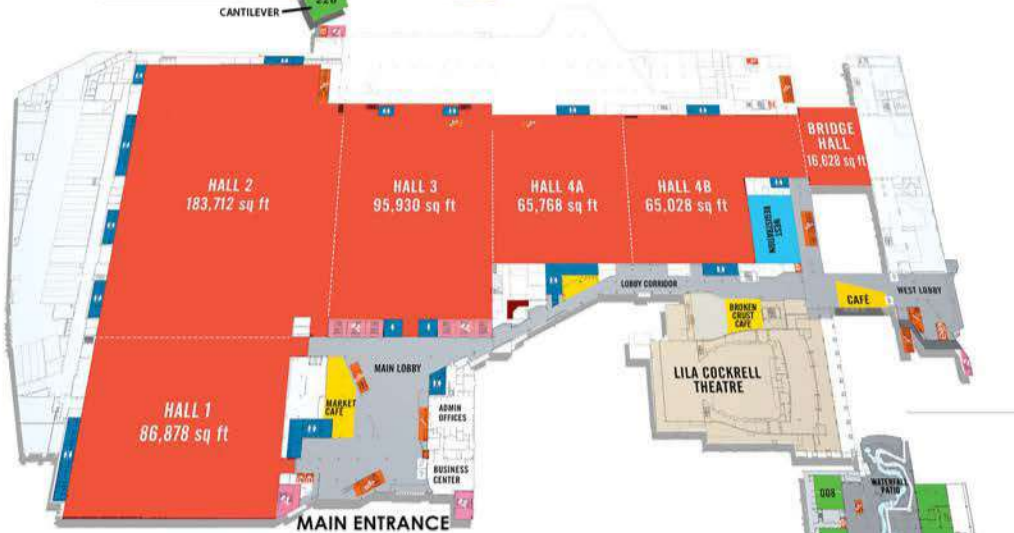 CANTILEVER
BRIDGE
HALL
16,628 sq ft
HALL 2
183,712 sq ft
HALL 3
95,930 sq ft
HALL 4A
65,768 sq ft
HALL 4B
65,028 sq ft
WEST
REGISTRATION
LOBBY CORRIDOR
CAFÉ
WEST LOBBY
BROKEN
CRUST
CAFE
MAIN LOBBY
LILA COCKRELL
THEATRE
HALL 1
86,878 sq ft
MARKET
CAFÉ
ADMIN
OFFICES
BUSINESS
CENTER
WATERFALL
PATIO
008
MAIN ENTRANCE